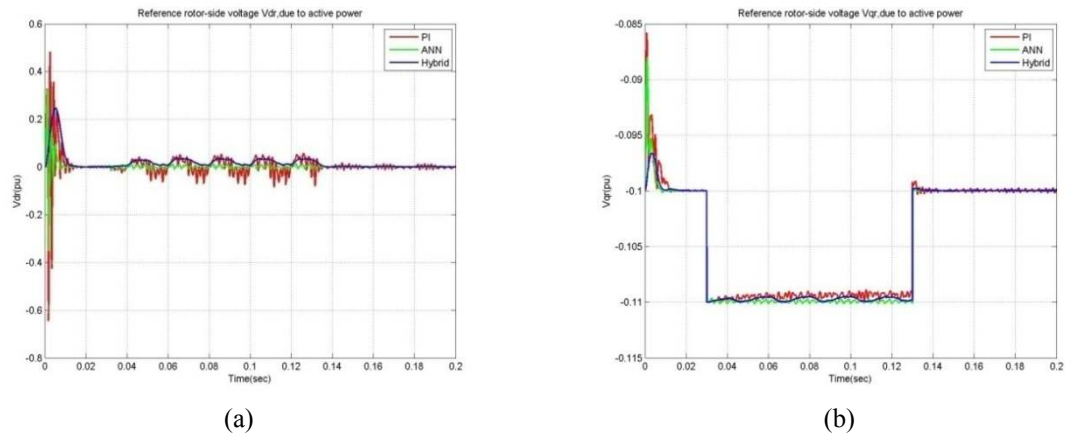 Reference rotor-side voltage Vdr,due to active power
0.6
0.4
0.2
0
-0.2
-0.4
-0.6
-0.8
Vdr(pu)
PI
ANN
Hybrid
0 0.02 0.04 0.06 0.08 0.1 0.12 0.14 0.16 0.18 0.2
Time(sec)
(a)
Reference rotor-side voltage Vqr,due to active power
-0.085
-0.09
-0.095
-0.1
-0.105
-0.11
-0.115
Vqr(pu)
PI
ANN
Hybrid
0 0.02 0.04 0.06 0.08 0.1 0.12 0.14 0.16 0.18 0.2
Time(sec)
(b)